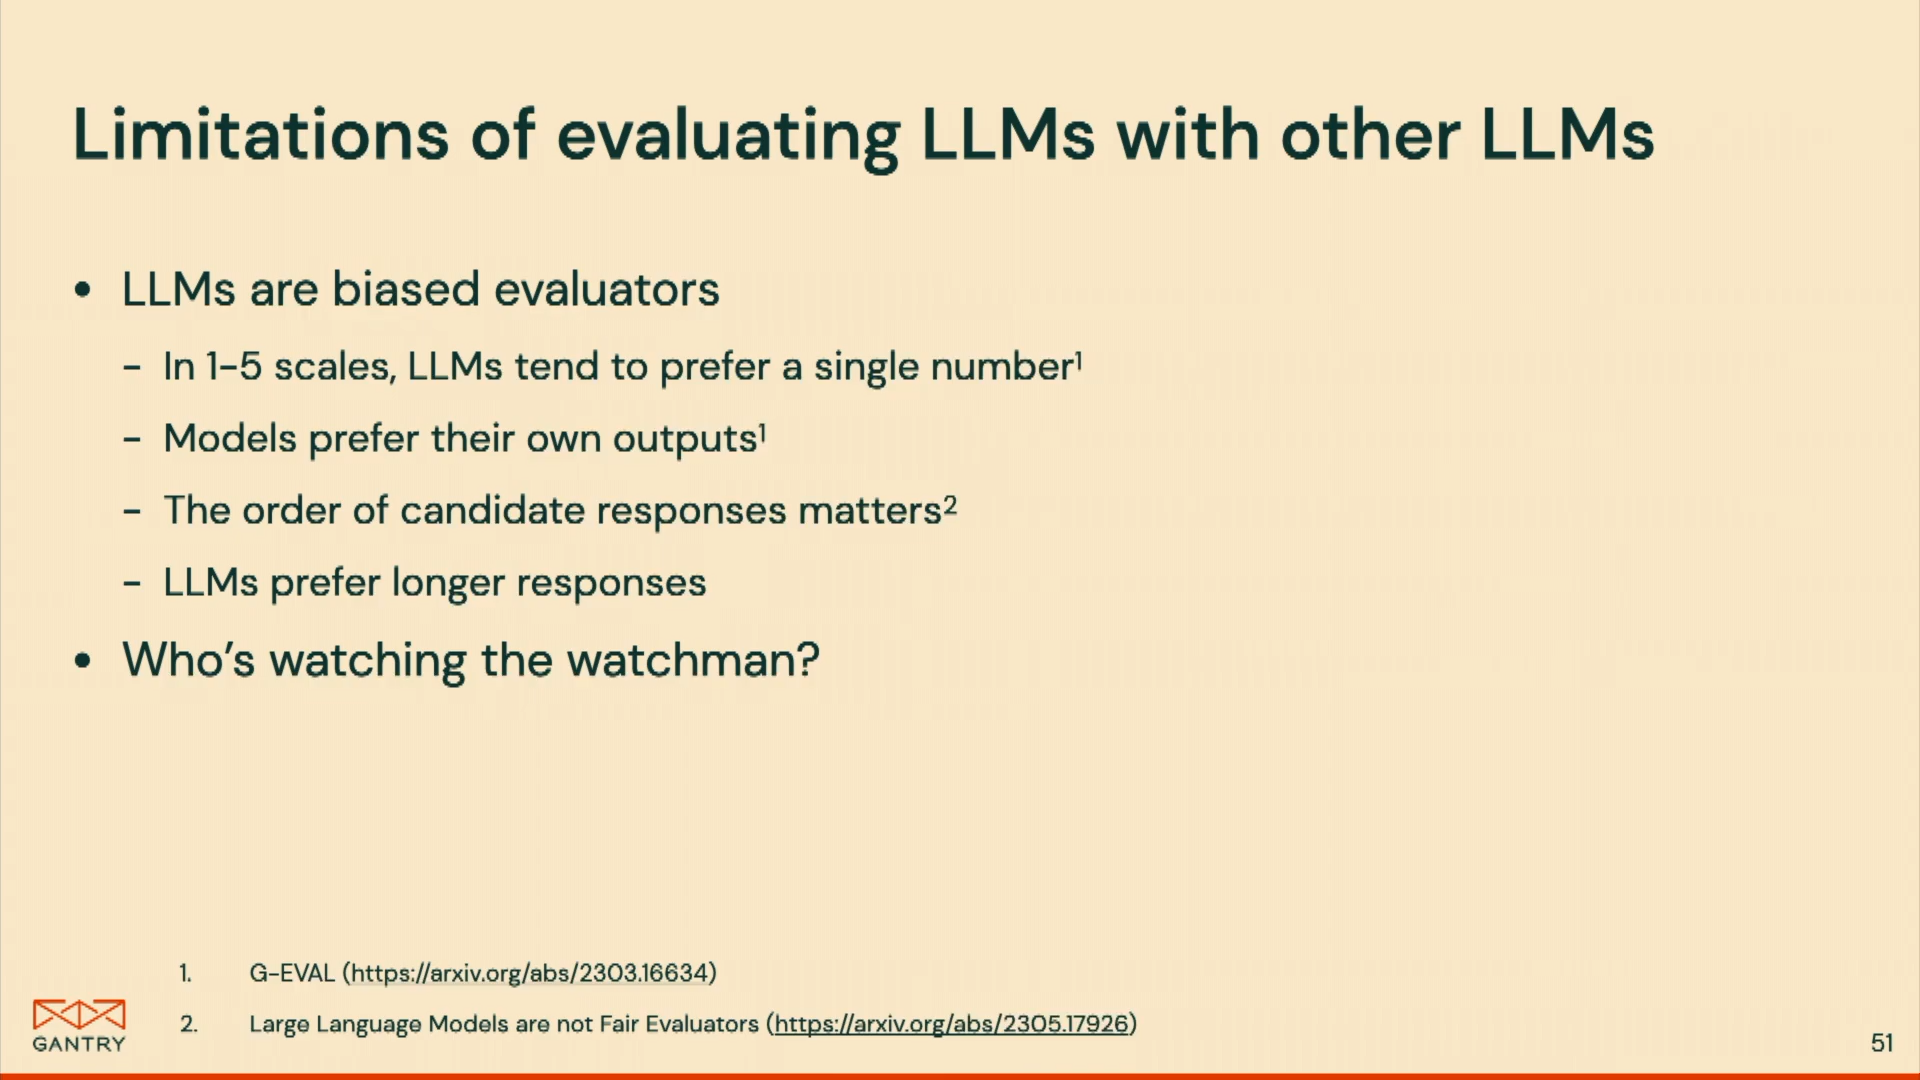 Limitations of evaluating LLMs with other LLMs
• LLMs are biased evaluators
– In 1–5 scales, LLMs tend to prefer a single number¹
– Models prefer their own outputs¹
– The order of candidate responses matters²
– LLMs prefer longer responses
• Who’s watching the watchman?
1. G-EVAL (https://arxiv.org/abs/2303.16634)
2. Large Language Models are not Fair Evaluators (https://arxiv.org/abs/2305.17926)
GANTRY
51